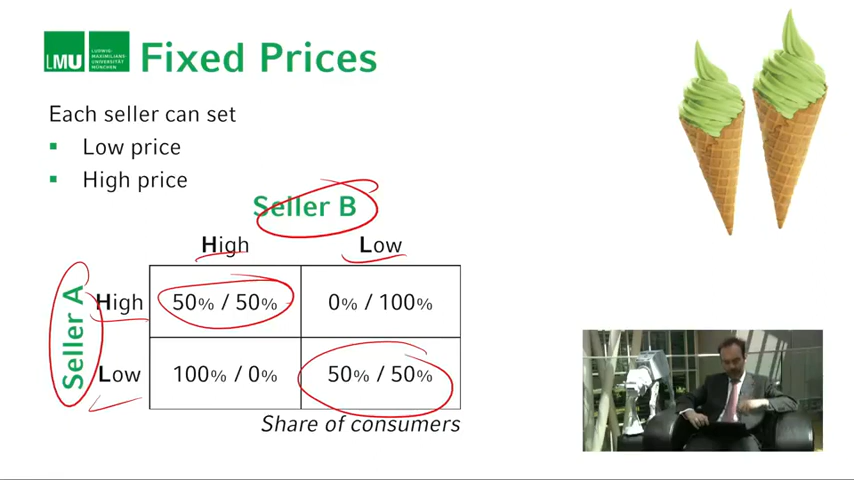 LMU
LUDWIG-
MAXIMILIANS-
UNIVERSITÄT
MÜNCHEN
Fixed Prices
Each seller can set
Low price
High price
Seller B
High Low
Seller A
High 50% / 50% 0% / 100%
Low 100% / 0% 50% / 50%
Share of consumers